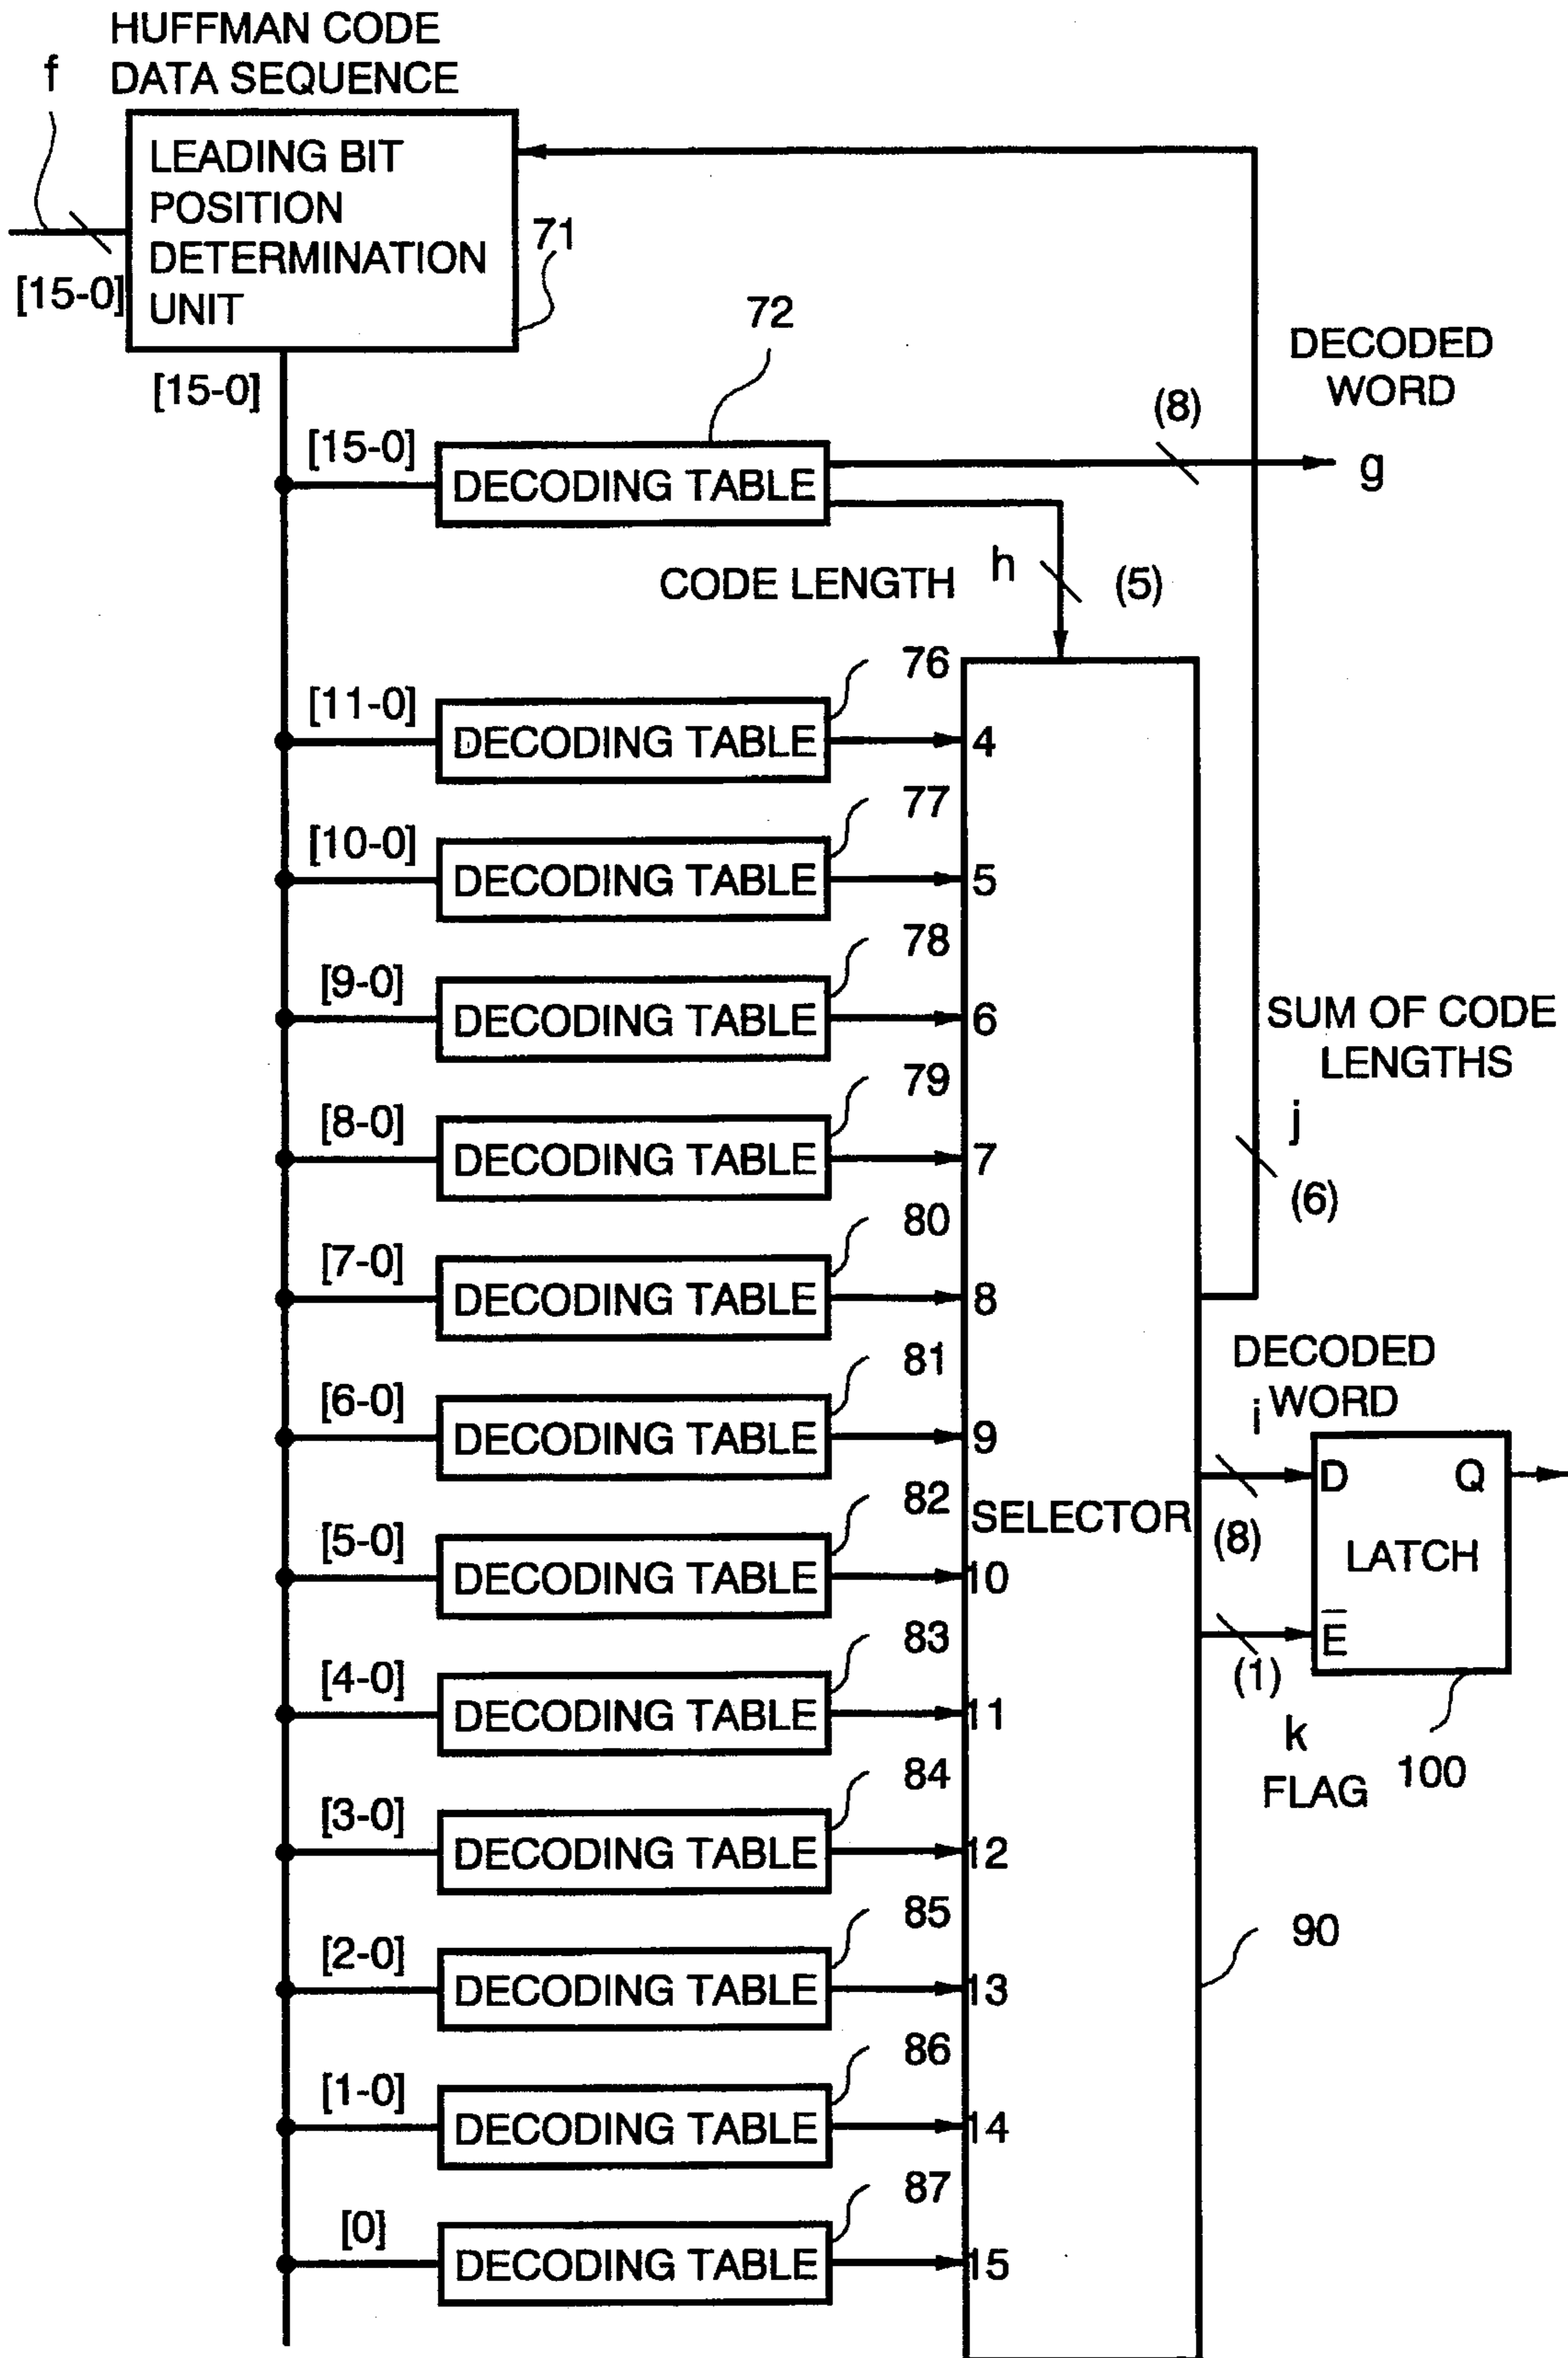 HUFFMAN CODE
f DATA SEQUENCE
LEADING BIT
POSITION
DETERMINATION
UNIT
71
[15-0]
[15-0]
72
DECODED
WORD
(8)
[15-0]
DECODING TABLE
g
CODE LENGTH h (5)
76
[11-0]
DECODING TABLE
4
77
[10-0]
DECODING TABLE
5
78
[9-0]
DECODING TABLE
6
SUM OF CODE
LENGTHS
79
[8-0]
DECODING TABLE
7
j
(6)
80
[7-0]
DECODING TABLE
8
81
[6-0]
DECODING TABLE
9
DECODED
WORD
i
82
[5-0]
DECODING TABLE
10
SELECTOR
(8)
D Q
LATCH
E̅
83
[4-0]
DECODING TABLE
11
(1)
k
FLAG
100
84
[3-0]
DECODING TABLE
12
85
[2-0]
DECODING TABLE
13
90
86
[1-0]
DECODING TABLE
14
87
[0]
DECODING TABLE
15